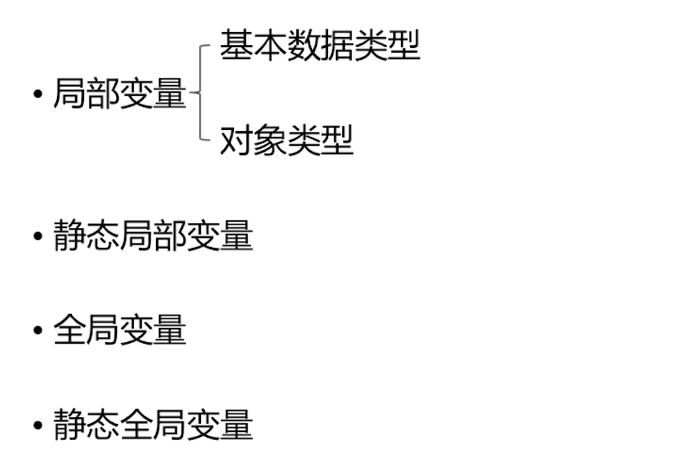 基本数据类型
• 局部变量
对象类型
• 静态局部变量
• 全局变量
• 静态全局变量